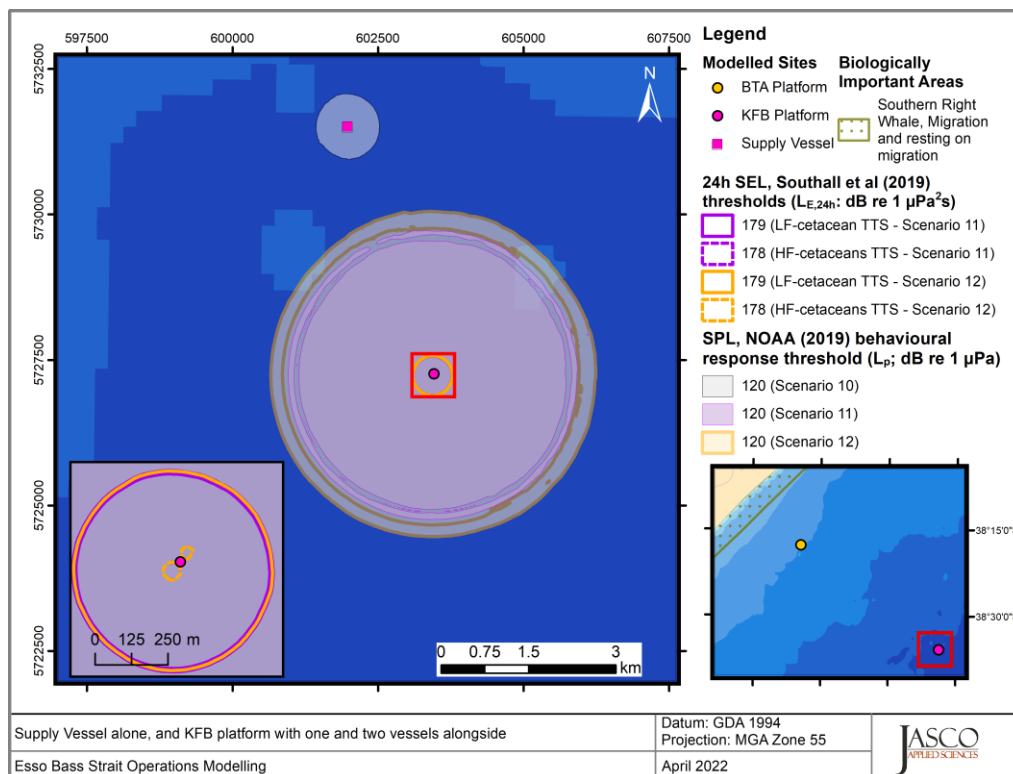 597500 600000 602500 605000 607500
5732500
5730000
5727500
5725000
5722500
N
0 125 250 m
0 0.75 1.5 3
km
Legend
Modelled Sites
BTA Platform
KFB Platform
Supply Vessel
Biologically
Important Areas
Southern Right
Whale, Migration
and resting on
migration
24h SEL, Southall et al (2019)
thresholds (LE,24h: dB re 1 µPa²s)
179 (LF-cetacean TTS - Scenario 11)
178 (HF-cetaceans TTS - Scenario 11)
179 (LF-cetacean TTS - Scenario 12)
178 (HF-cetaceans TTS - Scenario 12)
SPL, NOAA (2019) behavioural
response threshold (Lp; dB re 1 µPa)
120 (Scenario 10)
120 (Scenario 11)
120 (Scenario 12)
38°15'0"S
38°30'0"S
Supply Vessel alone, and KFB platform with one and two vessels alongside
Esso Bass Strait Operations Modelling
Datum: GDA 1994
Projection: MGA Zone 55
April 2022
JASCO
APPLIED SCIENCES